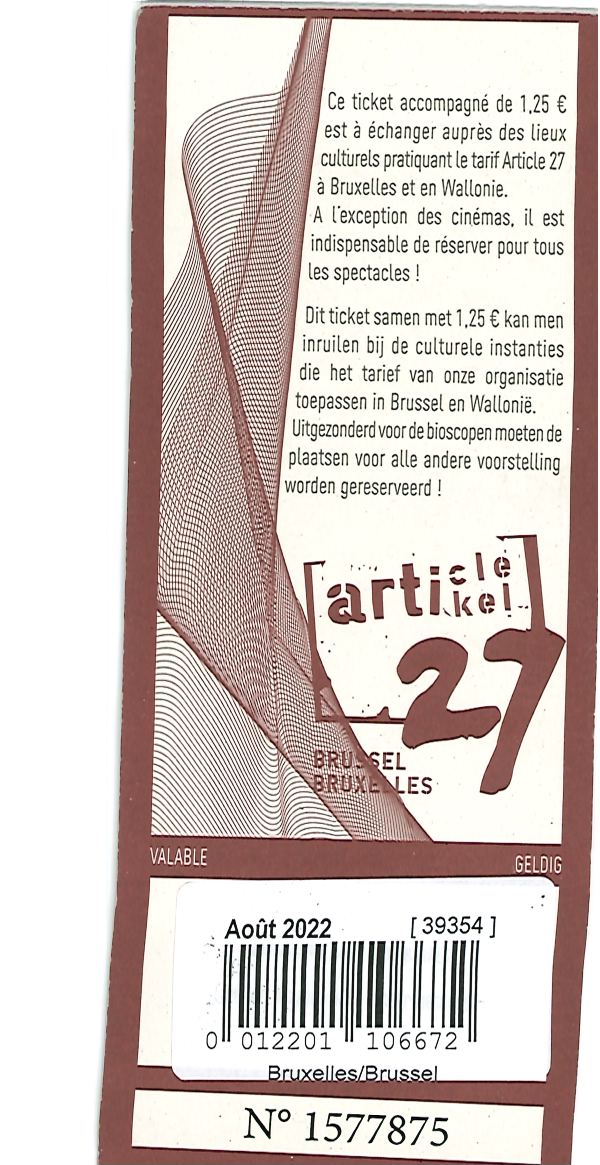 Ce ticket accompagné de 1,25 €
est à échanger auprès des lieux
culturels pratiquant le tarif Article 27
à Bruxelles et en Wallonie.
A l'exception des cinémas, il est
indispensable de réserver pour tous
les spectacles !
Dit ticket samen met 1,25 € kan men
inruilen bij de culturele instanties
die het tarief van onze organisatie
toepassen in Brussel en Wallonië.
Uitgezonderd voor de bioscopen moeten de
plaatsen voor alle andere voorstelling
worden gereserveerd !
[article
kel]
27
BRUSSEL
BRUXELLES
VALABLE GELDIG
Août 2022 [ 39354 ]
0 012201 106672
Bruxelles/Brussel
N° 1577875